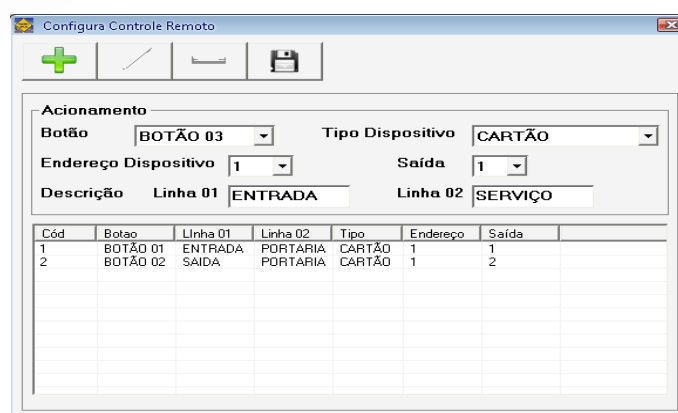 Configura Controle Remoto
Acionamento
Botão BOTÃO 03 Tipo Dispositivo CARTÃO
Endereço Dispositivo 1 Saída 1
Descrição Linha 01 ENTRADA Linha 02 SERVIÇO
Cód Botao LInha 01 Linha 02 Tipo Endereço Saída
1 BOTÃO 01 ENTRADA PORTARIA CARTÃO 1 1
2 BOTÃO 02 SAIDA PORTARIA CARTÃO 1 2